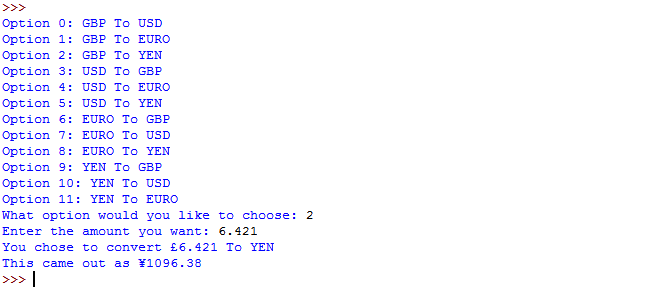 >>>
Option 0: GBP To USD
Option 1: GBP To EURO
Option 2: GBP To YEN
Option 3: USD To GBP
Option 4: USD To EURO
Option 5: USD To YEN
Option 6: EURO To GBP
Option 7: EURO To USD
Option 8: EURO To YEN
Option 9: YEN To GBP
Option 10: YEN To USD
Option 11: YEN To EURO
What option would you like to choose: 2
Enter the amount you want: 6.421
You chose to convert £6.421 To YEN
This came out as ¥1096.38
>>>